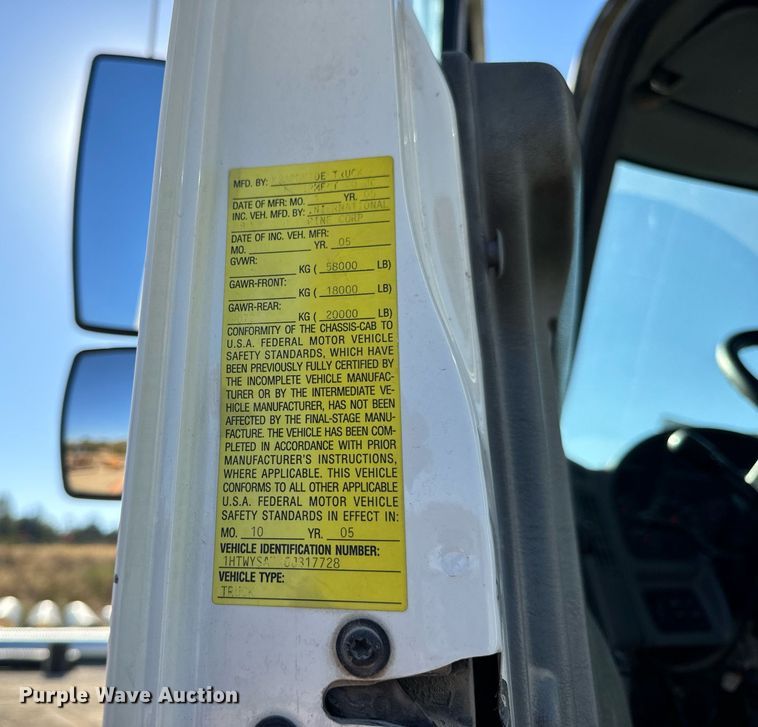 MFD. BY: TRUCK
DATE OF MFR: MO. YR. 05
INC. VEH. MFD. BY: INTERNATIONAL
CORP
DATE OF INC. VEH. MFR:
MO. YR. 05
GVWR:
KG ( 58000 LB)
GAWR-FRONT:
KG ( 18000 LB)
GAWR-REAR:
KG ( 20000 LB)
CONFORMITY OF THE CHASSIS-CAB TO
U.S.A. FEDERAL MOTOR VEHICLE
SAFETY STANDARDS, WHICH HAVE
BEEN PREVIOUSLY FULLY CERTIFIED BY
THE INCOMPLETE VEHICLE MANUFAC-
TURER OR BY THE INTERMEDIATE VE-
HICLE MANUFACTURER, HAS NOT BEEN
AFFECTED BY THE FINAL-STAGE MANU-
FACTURE. THE VEHICLE HAS BEEN COM-
PLETED IN ACCORDANCE WITH PRIOR
MANUFACTURER'S INSTRUCTIONS,
WHERE APPLICABLE. THIS VEHICLE
CONFORMS TO ALL OTHER APPLICABLE
U.S.A. FEDERAL MOTOR VEHICLE
SAFETY STANDARDS IN EFFECT IN:
MO. 10 YR. 05
VEHICLE IDENTIFICATION NUMBER:
VEHICLE TYPE:
TRUCK
Purple Wave Auction